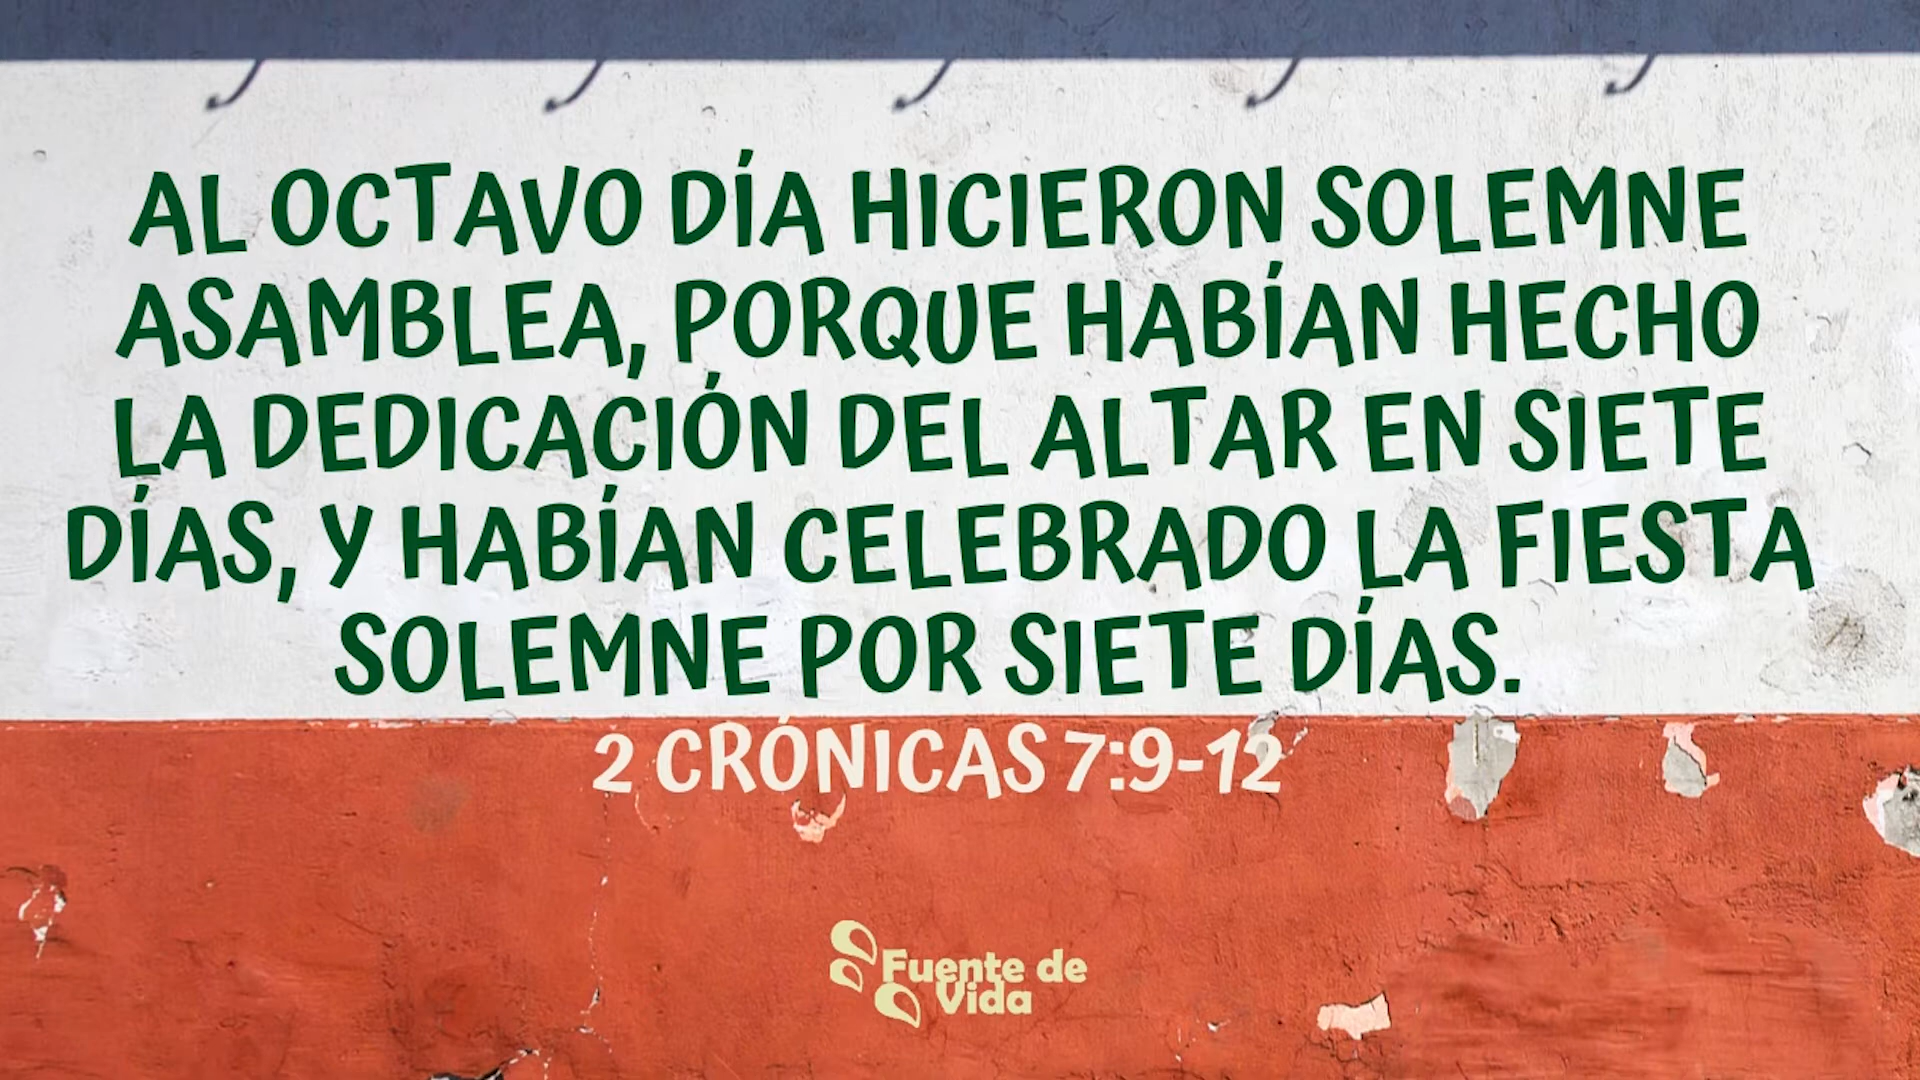 AL OCTAVO DÍA HICIERON SOLEMNE
ASAMBLEA, PORQUE HABÍAN HECHO
LA DEDICACIÓN DEL ALTAR EN SIETE
DÍAS, Y HABÍAN CELEBRADO LA FIESTA
SOLEMNE POR SIETE DÍAS.
2 CRÓNICAS 7:9-12
Fuente de
Vida